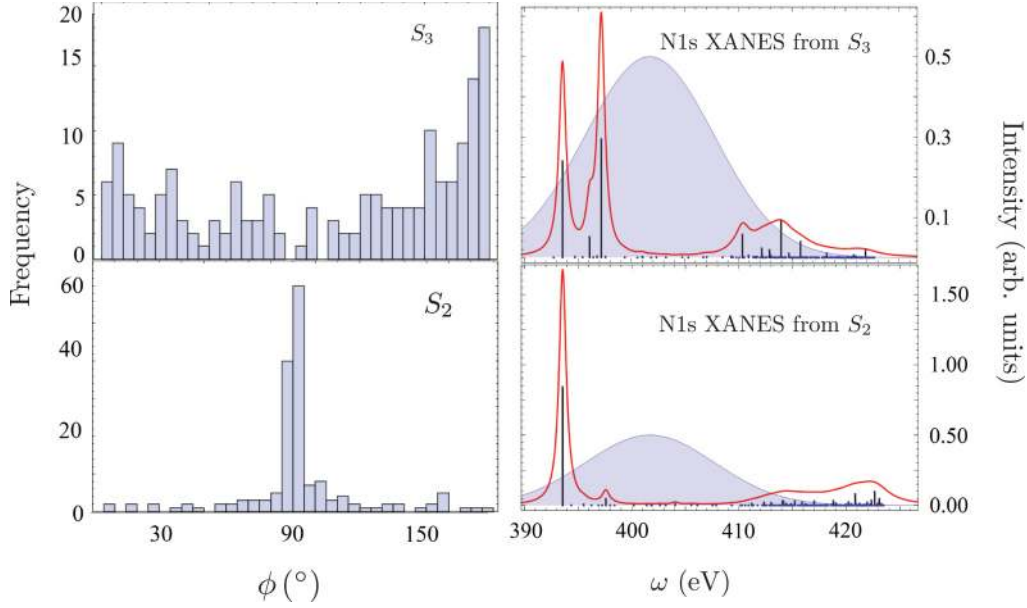 20
15
10
5
0
S3
Frequency
60
40
20
0
S2
30
90
150
ϕ (°)
N1s XANES from S3
0.5
0.3
0.1
N1s XANES from S2
1.50
1.00
0.50
0.00
Intensity (arb. units)
390
400
410
420
ω (eV)